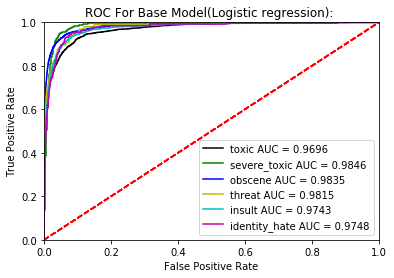 ROC For Base Model(Logistic regression):
1.0
0.8
0.6
0.4
0.2
0.0
True Positive Rate
toxic AUC = 0.9696
severe_toxic AUC = 0.9846
obscene AUC = 0.9835
threat AUC = 0.9815
insult AUC = 0.9743
identity_hate AUC = 0.9748
0.0 0.2 0.4 0.6 0.8 1.0
False Positive Rate